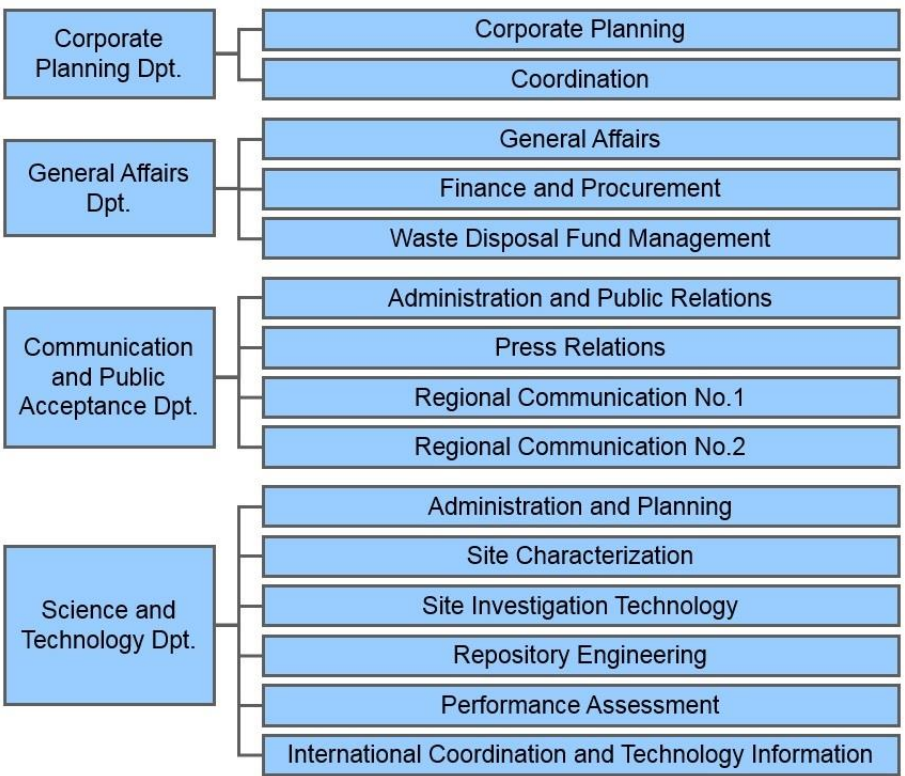 Corporate
Planning Dpt.
Corporate Planning
Coordination
General Affairs
Dpt.
General Affairs
Finance and Procurement
Waste Disposal Fund Management
Communication
and Public
Acceptance Dpt.
Administration and Public Relations
Press Relations
Regional Communication No.1
Regional Communication No.2
Science and
Technology Dpt.
Administration and Planning
Site Characterization
Site Investigation Technology
Repository Engineering
Performance Assessment
International Coordination and Technology Information